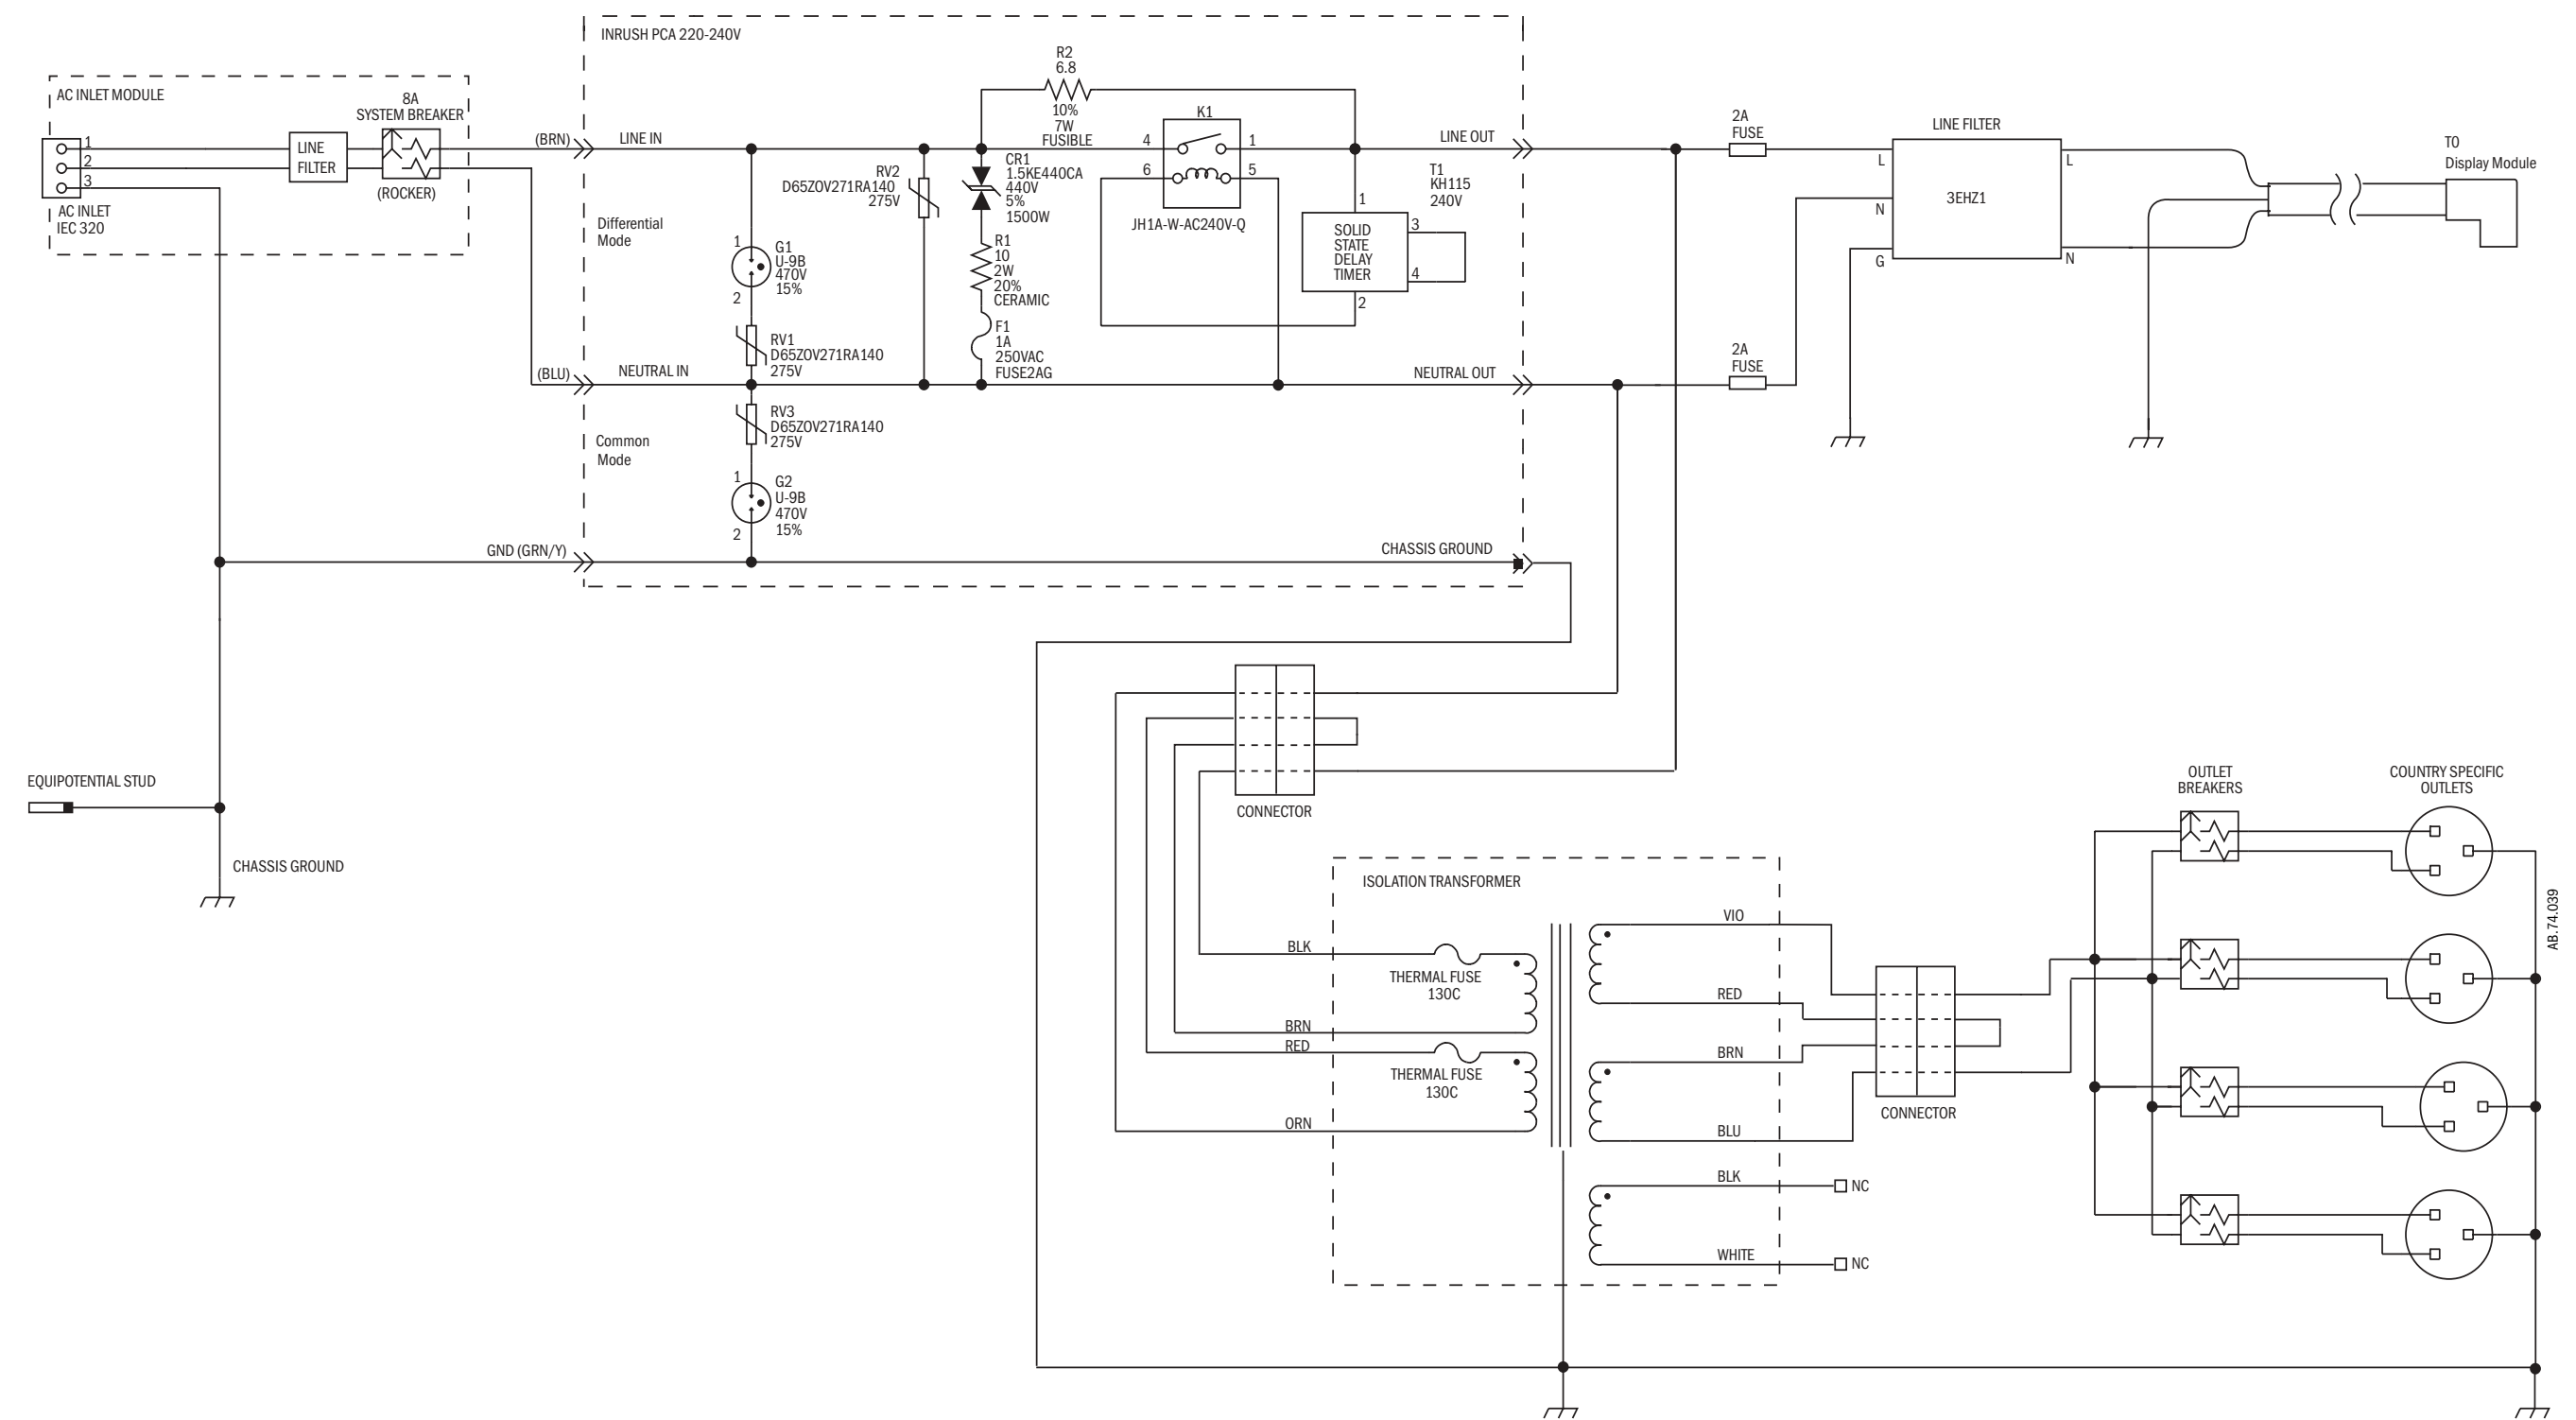 INRUSH PCA 220-240V
AC INLET MODULE
8A
SYSTEM BREAKER
(ROCKER)
1
2
3
LINE
FILTER
AC INLET
IEC 320
(BRN)
LINE IN
(BLU)
NEUTRAL IN
Differential
Mode
Common
Mode
GND (GRN/Y)
1
2
G1
U-9B
470V
15%
RV1
D65ZOV271RA140
275V
RV3
D65ZOV271RA140
275V
1
2
G2
U-9B
470V
15%
RV2
D65ZOV271RA140
275V
R2
6.8
10%
7W
FUSIBLE
CR1
1.5KE440CA
440V
5%
1500W
R1
10
2W
20%
CERAMIC
F1
1A
250VAC
FUSE2AG
K1
4
1
6
5
JH1A-W-AC240V-Q
T1
KH115
240V
1
SOLID
STATE
DELAY
TIMER
3
4
2
LINE OUT
NEUTRAL OUT
CHASSIS GROUND
2A
FUSE
2A
FUSE
LINE FILTER
L
N
G
3EHZ1
L
N
TO
Display Module
EQUIPOTENTIAL STUD
CHASSIS GROUND
CONNECTOR
ISOLATION TRANSFORMER
BLK
THERMAL FUSE
130C
BRN
RED
THERMAL FUSE
130C
ORN
VIO
RED
BRN
BLU
BLK
NC
WHITE
NC
CONNECTOR
OUTLET
BREAKERS
COUNTRY SPECIFIC
OUTLETS
AB.74.039